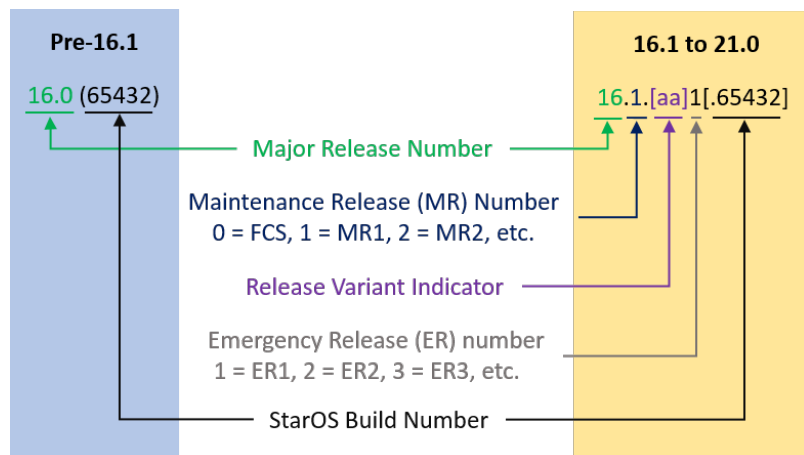 Pre-16.1
16.1 to 21.0
16.0 (65432)
16.1.[aa]1[.65432]
Major Release Number
Maintenance Release (MR) Number
0 = FCS, 1 = MR1, 2 = MR2, etc.
Release Variant Indicator
Emergency Release (ER) number
1 = ER1, 2 = ER2, 3 = ER3, etc.
StarOS Build Number